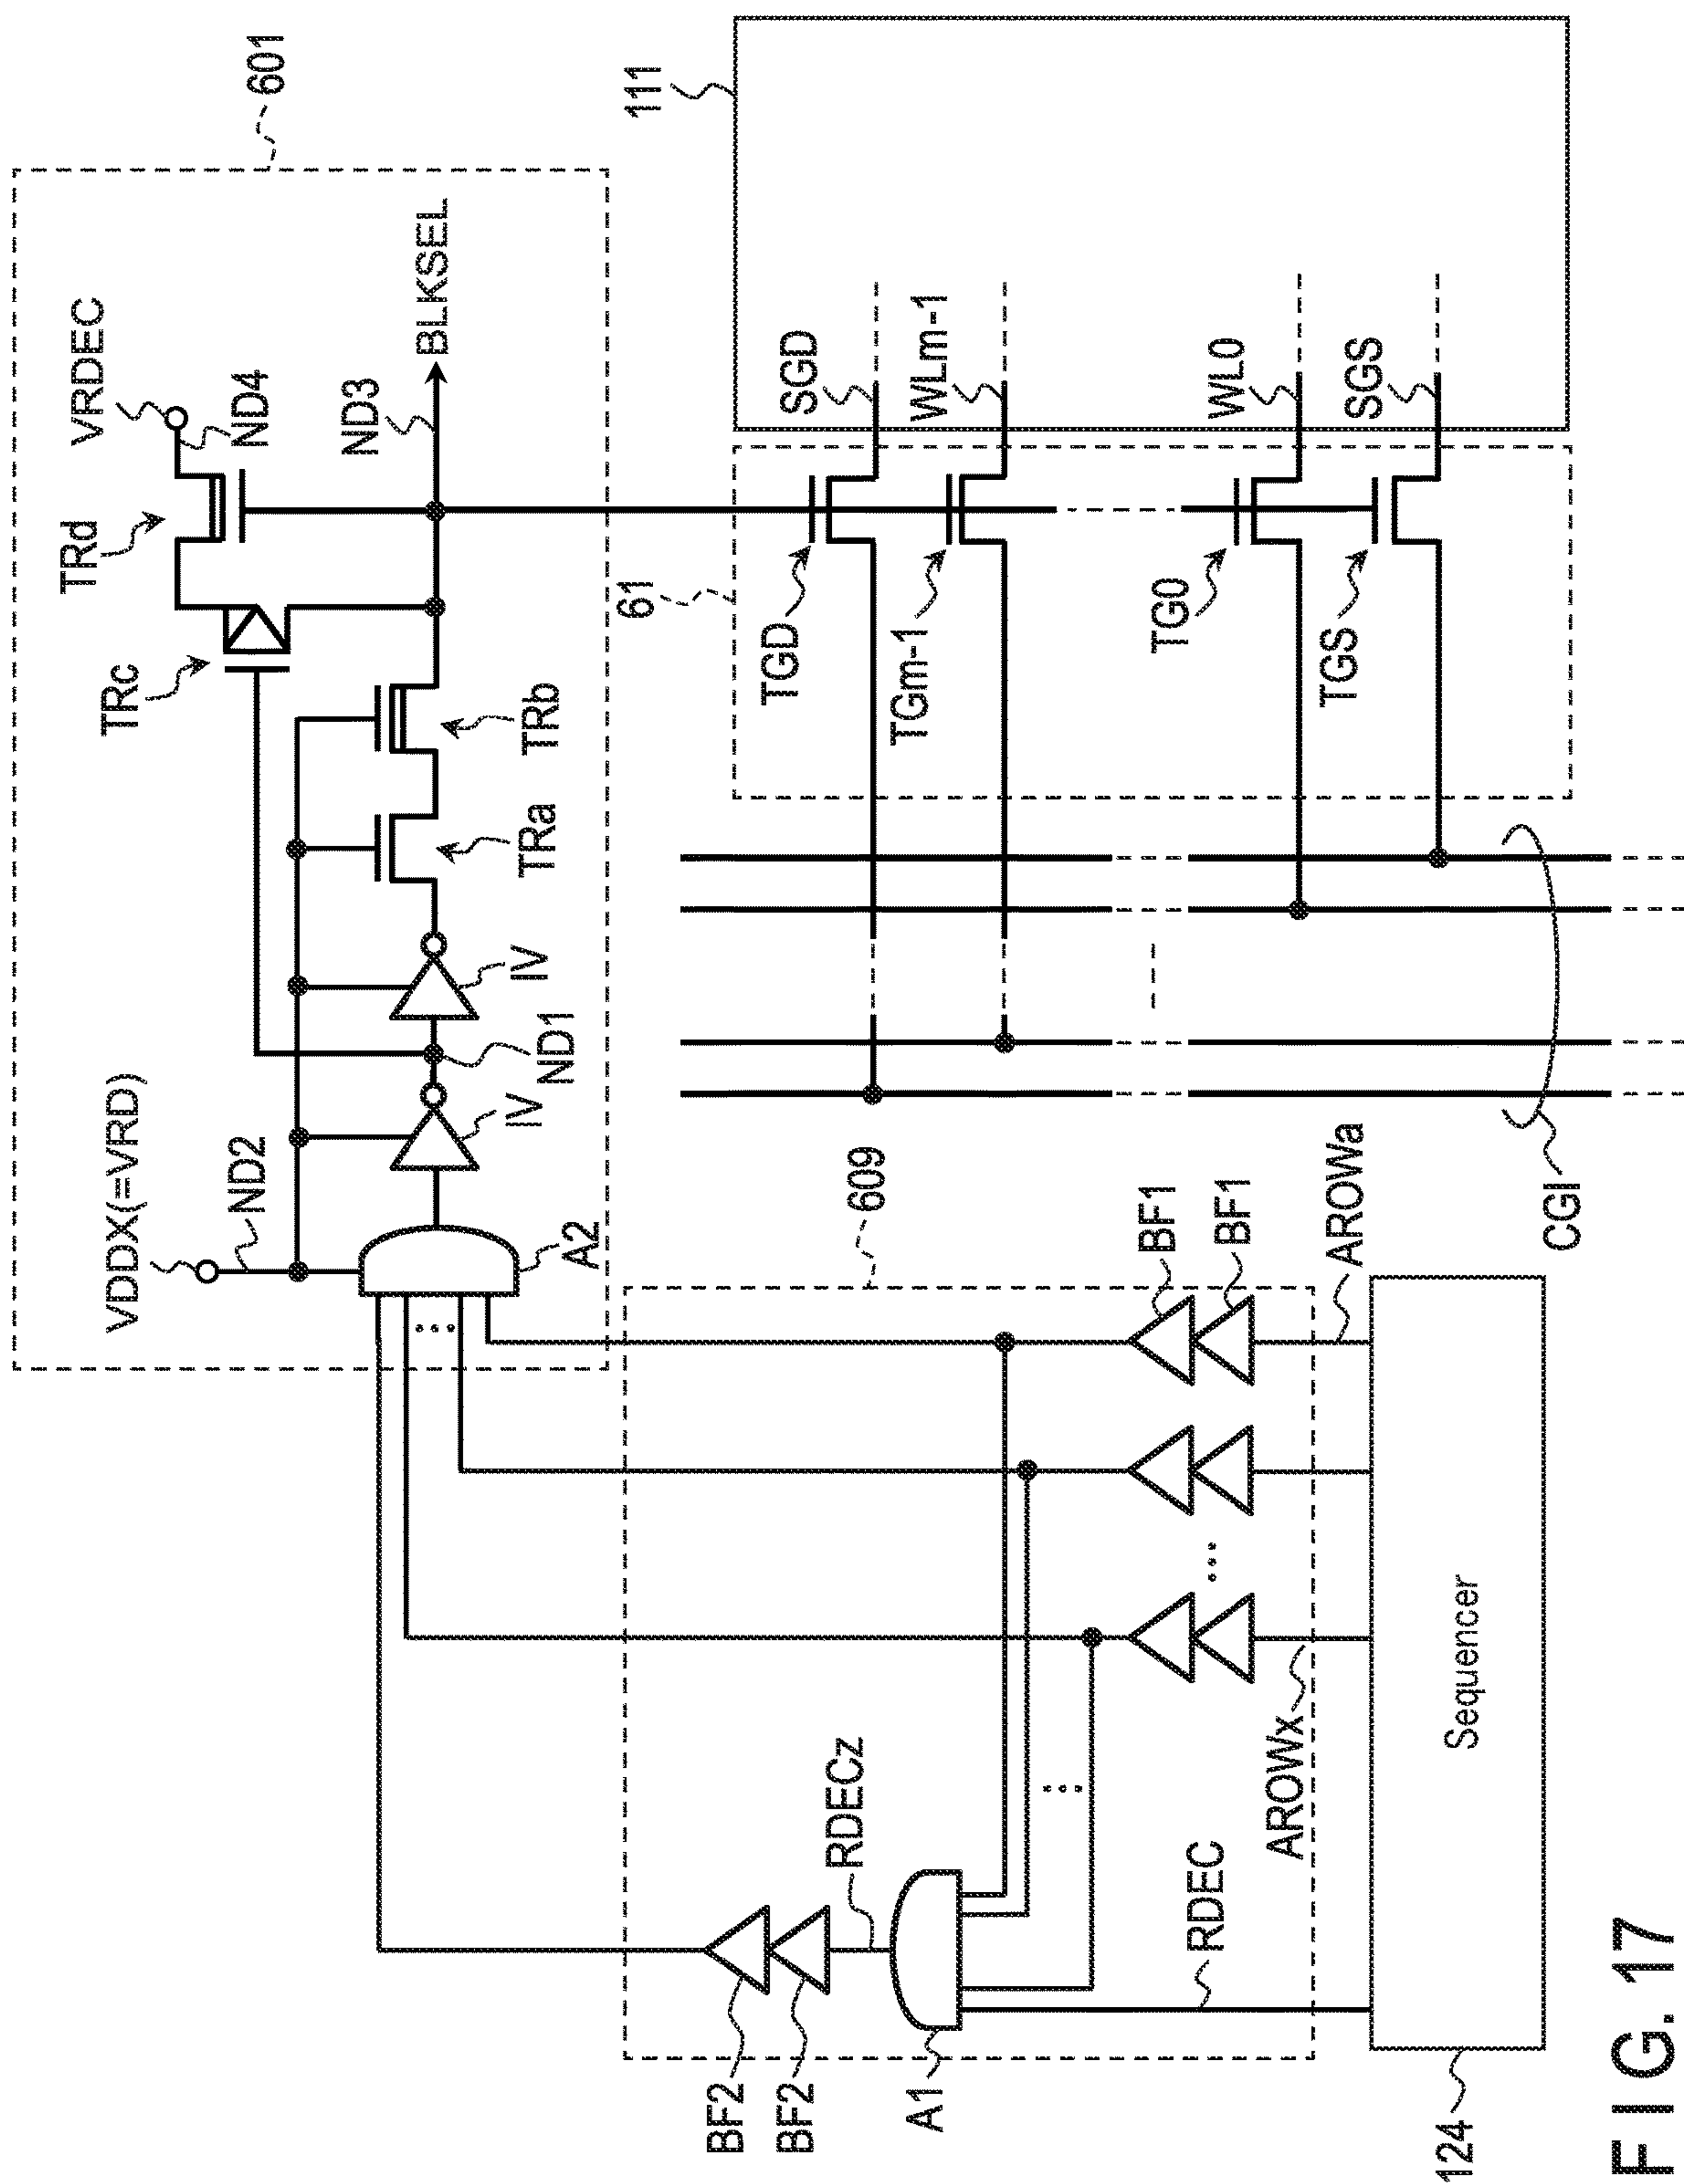 601
VDDX(=VRD)
ND2
TRc
TRd
VRDEC
ND4
ND3
BLKSEL
A2
IV
ND1
IV
TRa
TRb
BF2
BF2
RDECz
A1
RDEC
609
BF1
BF1
AROWx
AROWa
124
Sequencer
61
111
TGD
SGD
TGm-1
WLm-1
TG0
WL0
TGS
SGS
CGI
FIG. 17